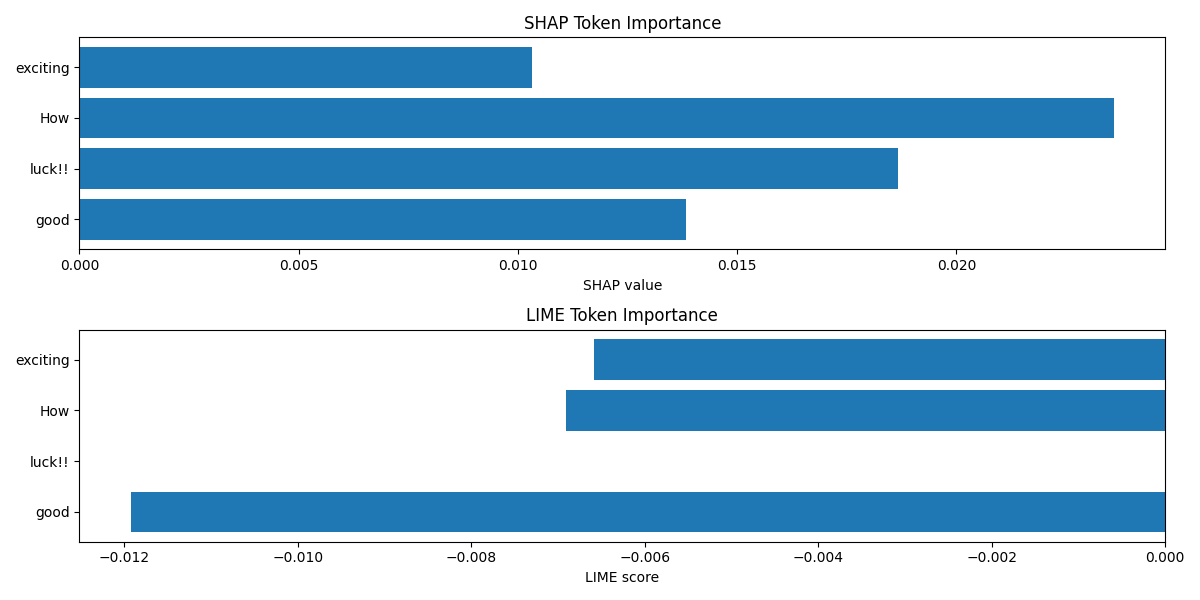 SHAP Token Importance
exciting
How
luck!!
good
0.000 0.005 0.010 0.015 0.020
SHAP value
LIME Token Importance
exciting
How
luck!!
good
−0.012 −0.010 −0.008 −0.006 −0.004 −0.002 0.000
LIME score